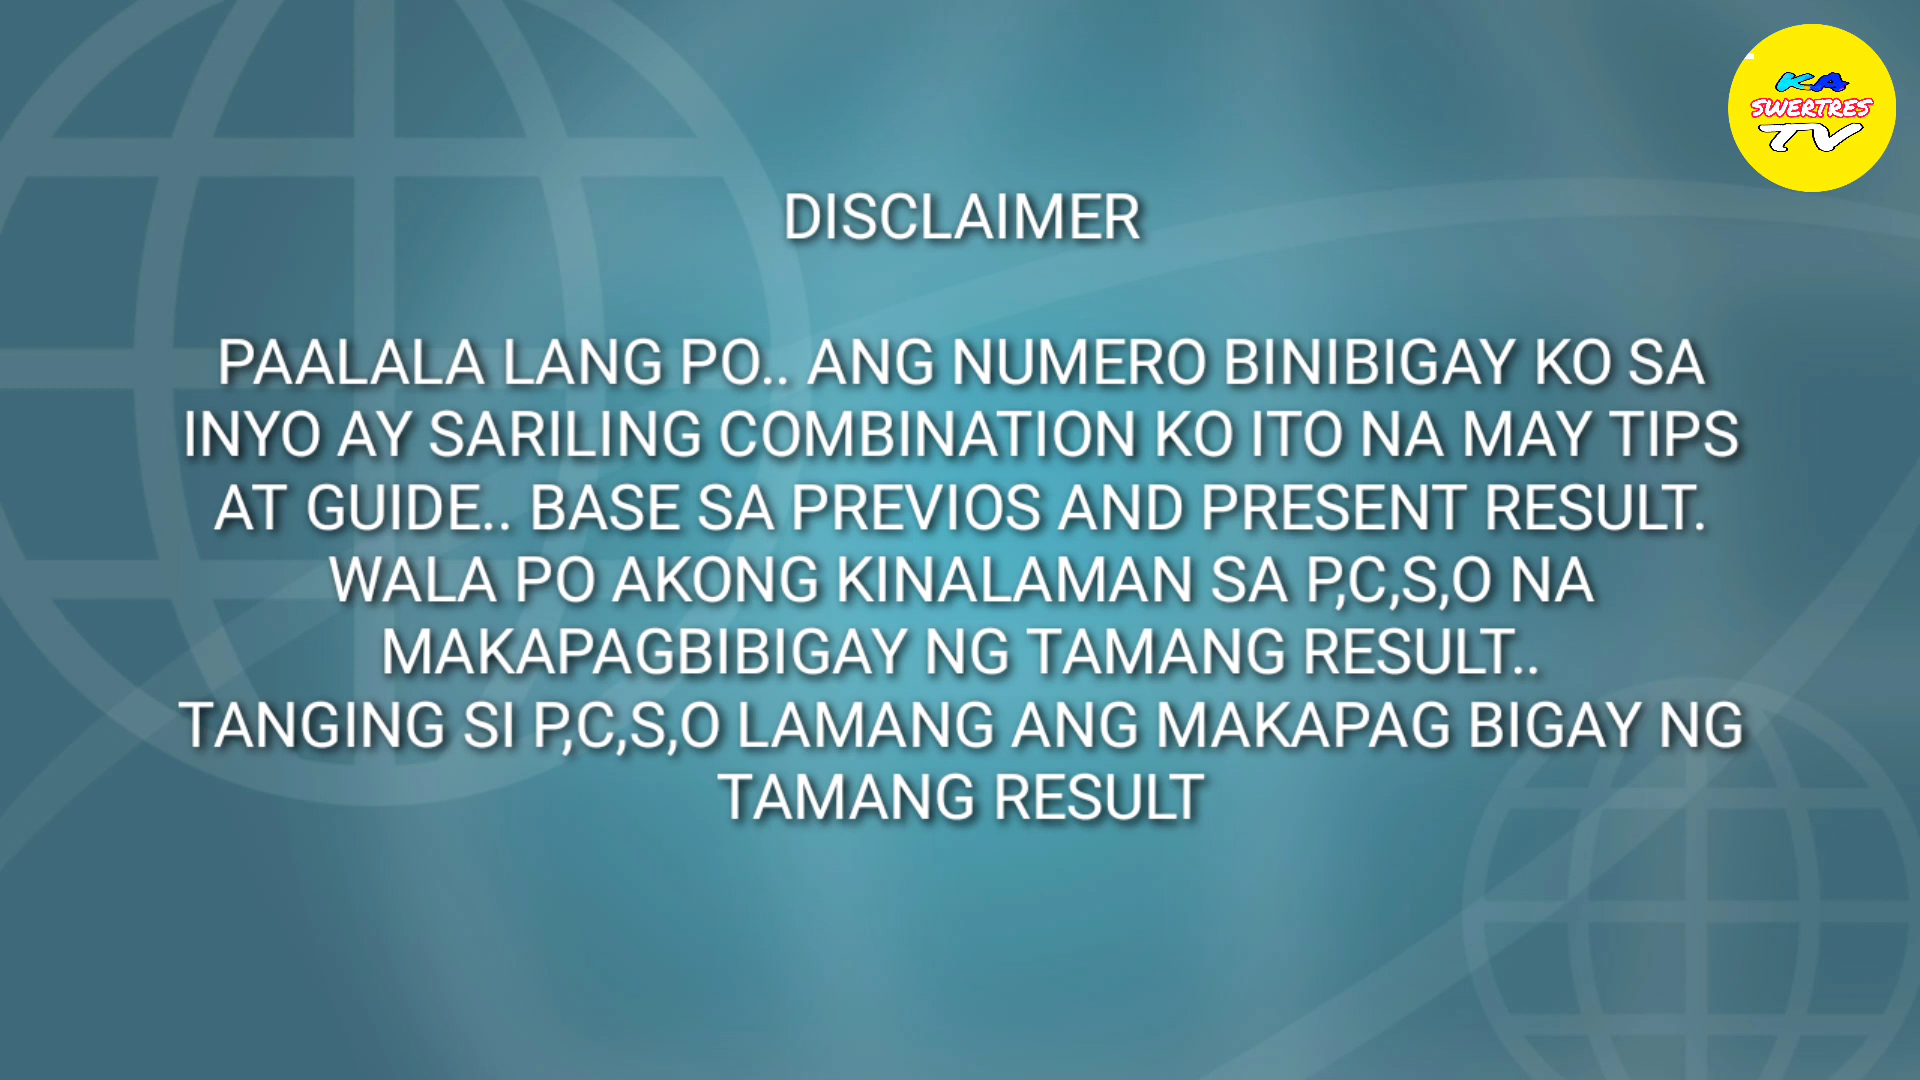 KA
SWERTRES
TV
DISCLAIMER
PAALALA LANG PO.. ANG NUMERO BINIBIGAY KO SA
INYO AY SARILING COMBINATION KO ITO NA MAY TIPS
AT GUIDE.. BASE SA PREVIOS AND PRESENT RESULT.
WALA PO AKONG KINALAMAN SA P,C,S,O NA
MAKAPAGBIBIGAY NG TAMANG RESULT..
TANGING SI P,C,S,O LAMANG ANG MAKAPAG BIGAY NG
TAMANG RESULT